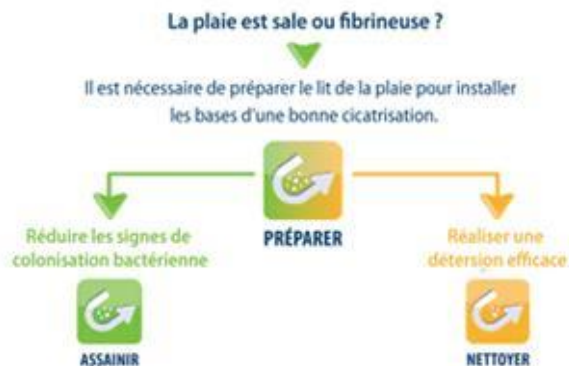 La plaie est sale ou fibrineuse ?
Il est nécessaire de préparer le lit de la plaie pour installer
les bases d'une bonne cicatrisation.
PRÉPARER
Réduire les signes de
colonisation bactérienne
ASSAINIR
Réaliser une
détersion efficace
NETTOYER